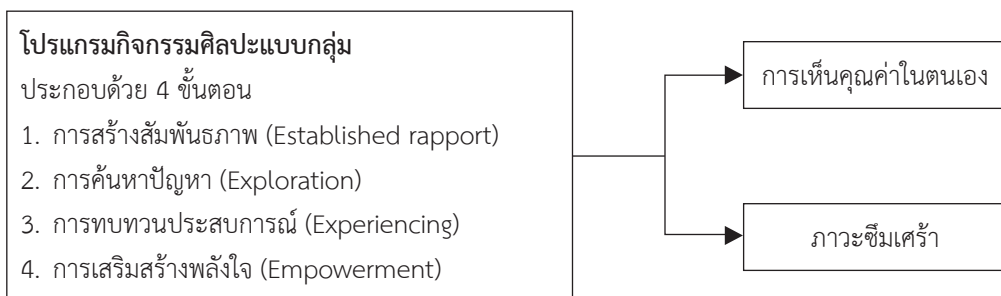 โปรแกรมกิจกรรมศิลปะแบบกลุ่ม
ประกอบด้วย 4 ขั้นตอน
1. การสร้างสัมพันธภาพ (Established rapport)
2. การค้นหาปัญหา (Exploration)
3. การทบทวนประสบการณ์ (Experiencing)
4. การเสริมสร้างพลังใจ (Empowerment)
การเห็นคุณค่าในตนเอง
ภาวะซึมเศร้า